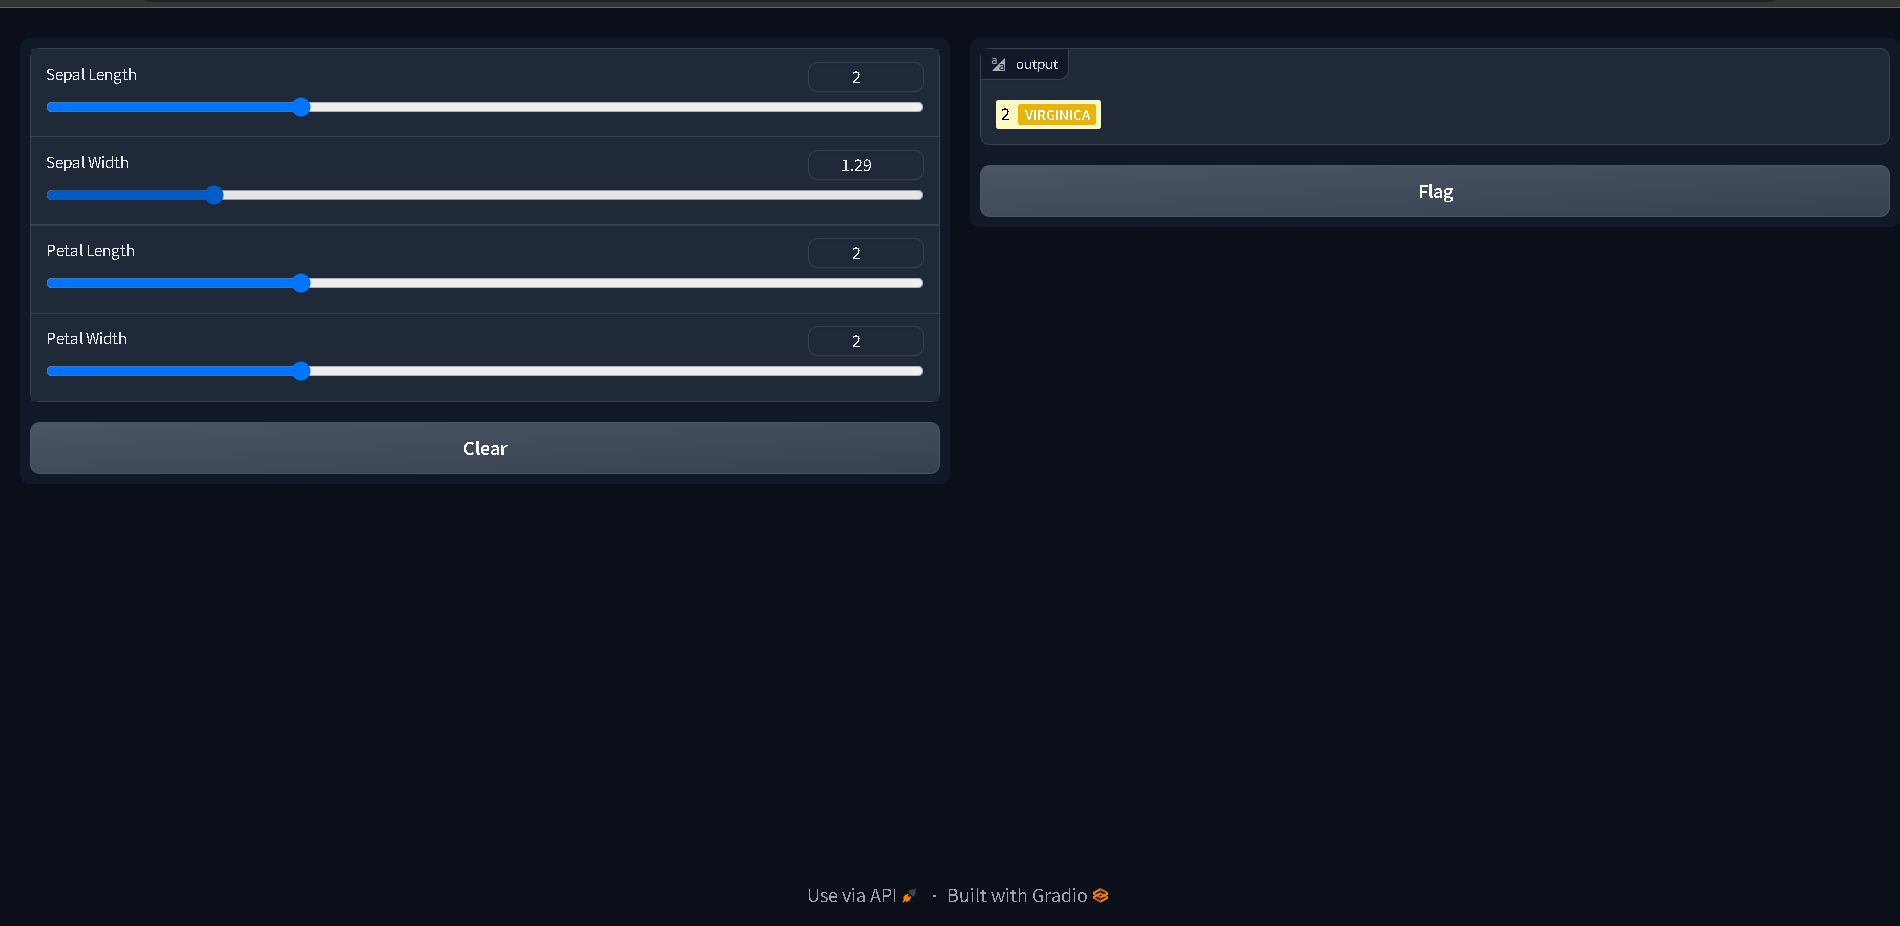 Sepal Length
2
Sepal Width
1.29
Petal Length
2
Petal Width
2
Clear
output
2 VIRGINICA
Flag
Use via API · Built with Gradio